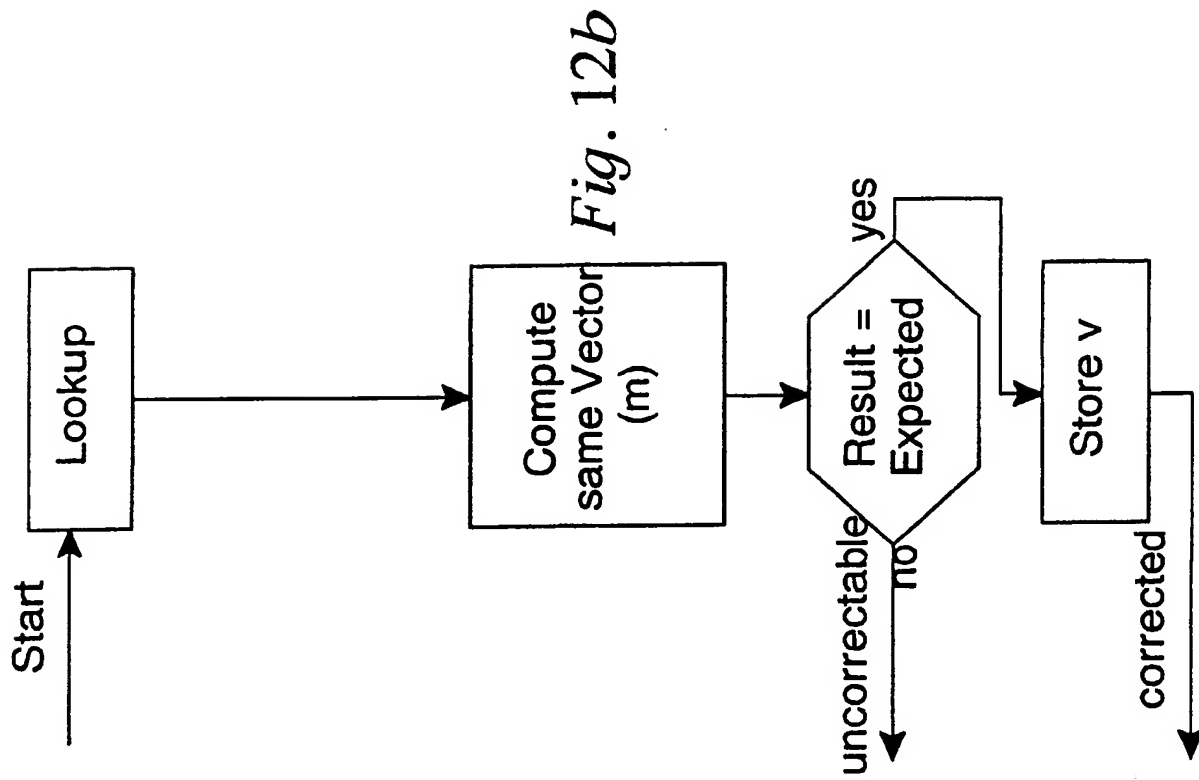 Start
Lookup
Compute
same Vector
(m)
Fig. 12b
Result =
Expected
yes
uncorrectable
no
Store v
corrected